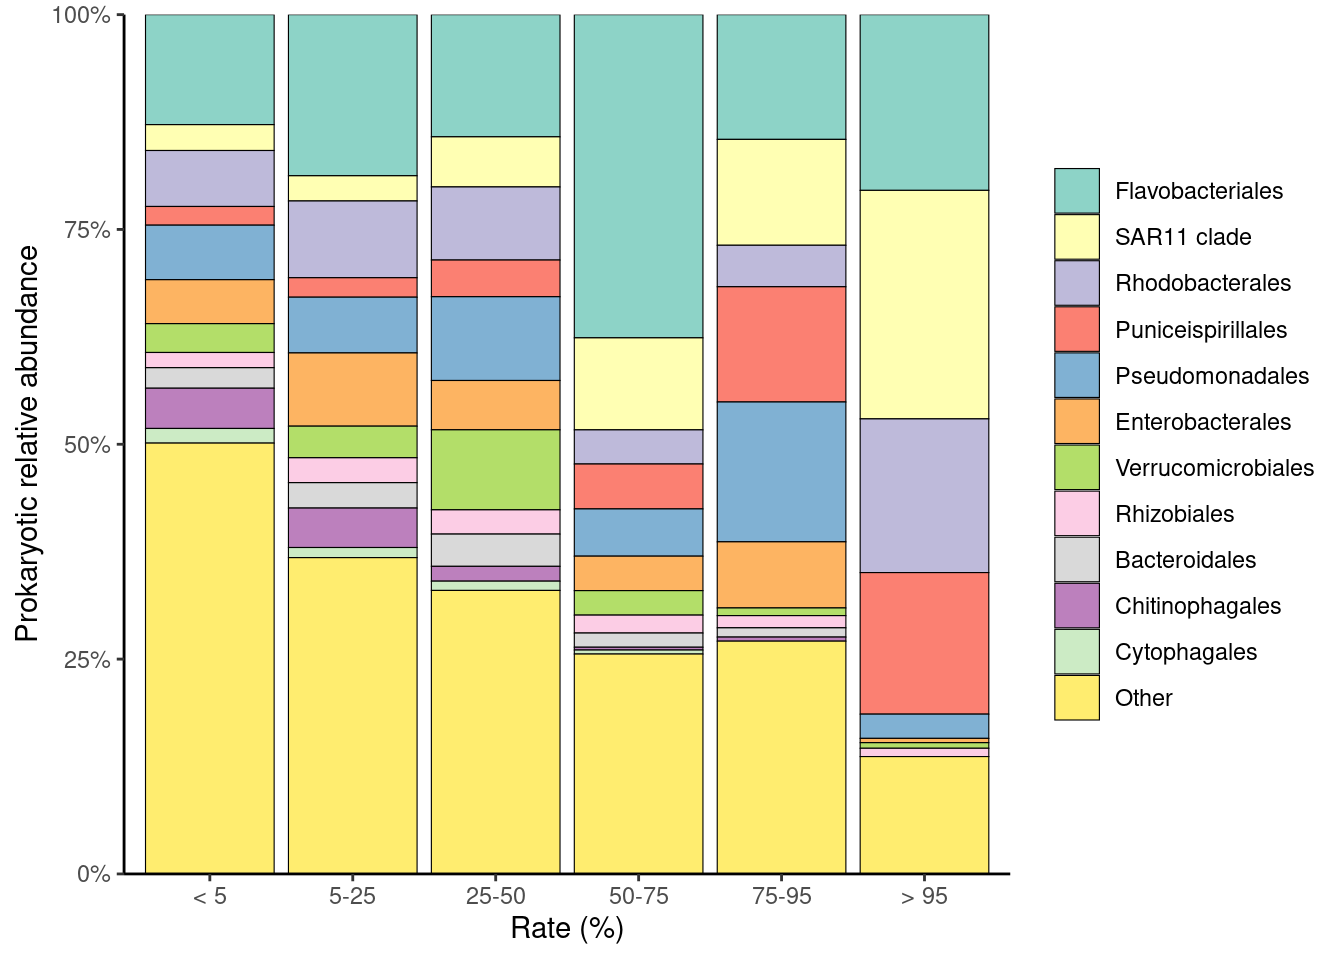 Prokaryotic relative abundance
100%
75%
50%
25%
0%
< 5
5-25
25-50
50-75
75-95
> 95
Rate (%)
Flavobacteriales
SAR11 clade
Rhodobacterales
Puniceispirillales
Pseudomonadales
Enterobacterales
Verrucomicrobiales
Rhizobiales
Bacteroidales
Chitinophagales
Cytophagales
Other